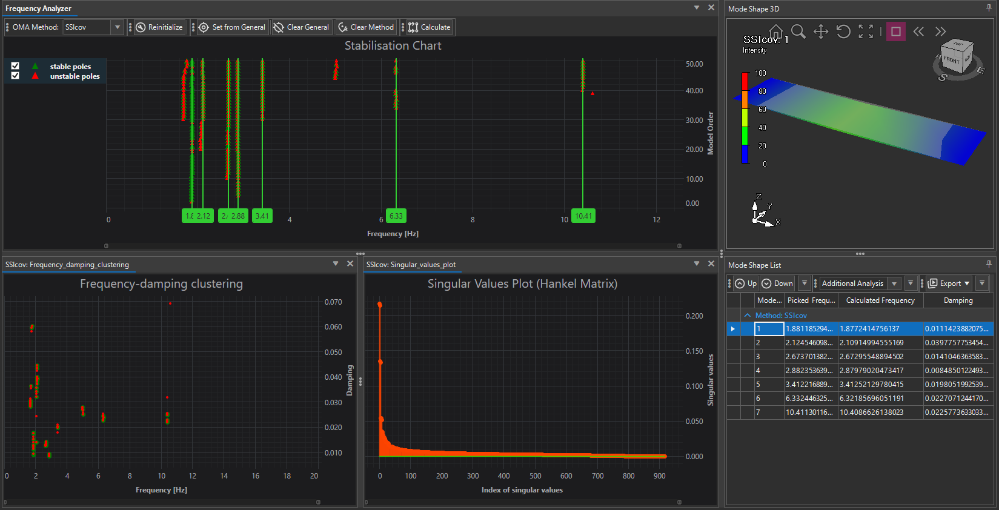 Frequency Analyzer
OMA Method: SSIcov Reinitialize Set from General Clear General Clear Method Calculate
Stabilisation Chart
stable poles
unstable poles
50.00
40.00
30.00
20.00
10.00
0.00
Model Order
2.12 2.88 3.41 6.33 10.41
0 4 6 8 10 12
Frequency [Hz]
Mode Shape 3D
SSIcov: 1
Intensity
100
80
60
40
20
0
TOP
FRONT
S
E
Z
Y
X
SSIcov: Frequency_damping_clustering
Frequency-damping clustering
0.070
0.060
0.050
0.040
0.030
0.020
0.010
Damping
0 2 4 6 8 10 12 14 16 18 20
Frequency [Hz]
SSIcov: Singular_values_plot
Singular Values Plot (Hankel Matrix)
0.200
0.150
0.100
0.050
0.000
Singular values
0 100 200 300 400 500 600 700 800 900
Index of singular values
Mode Shape List
Up Down Additional Analysis Export
Mode... Picked Frequ... Calculated Frequency Damping
Method: SSIcov
1 1.881185294... 1.8772414756137 0.0111423882075...
2 2.124546098... 2.10914994555169 0.0397757753454...
3 2.673701382... 2.67295548894502 0.0141046363583...
4 2.882353639... 2.87979020473417 0.0084850122493...
5 3.412216889... 3.41252129780415 0.0198051992539...
6 6.332446325... 6.32185696051191 0.0227071244170...
7 10.41130116... 10.4086626138023 0.0225773633033...